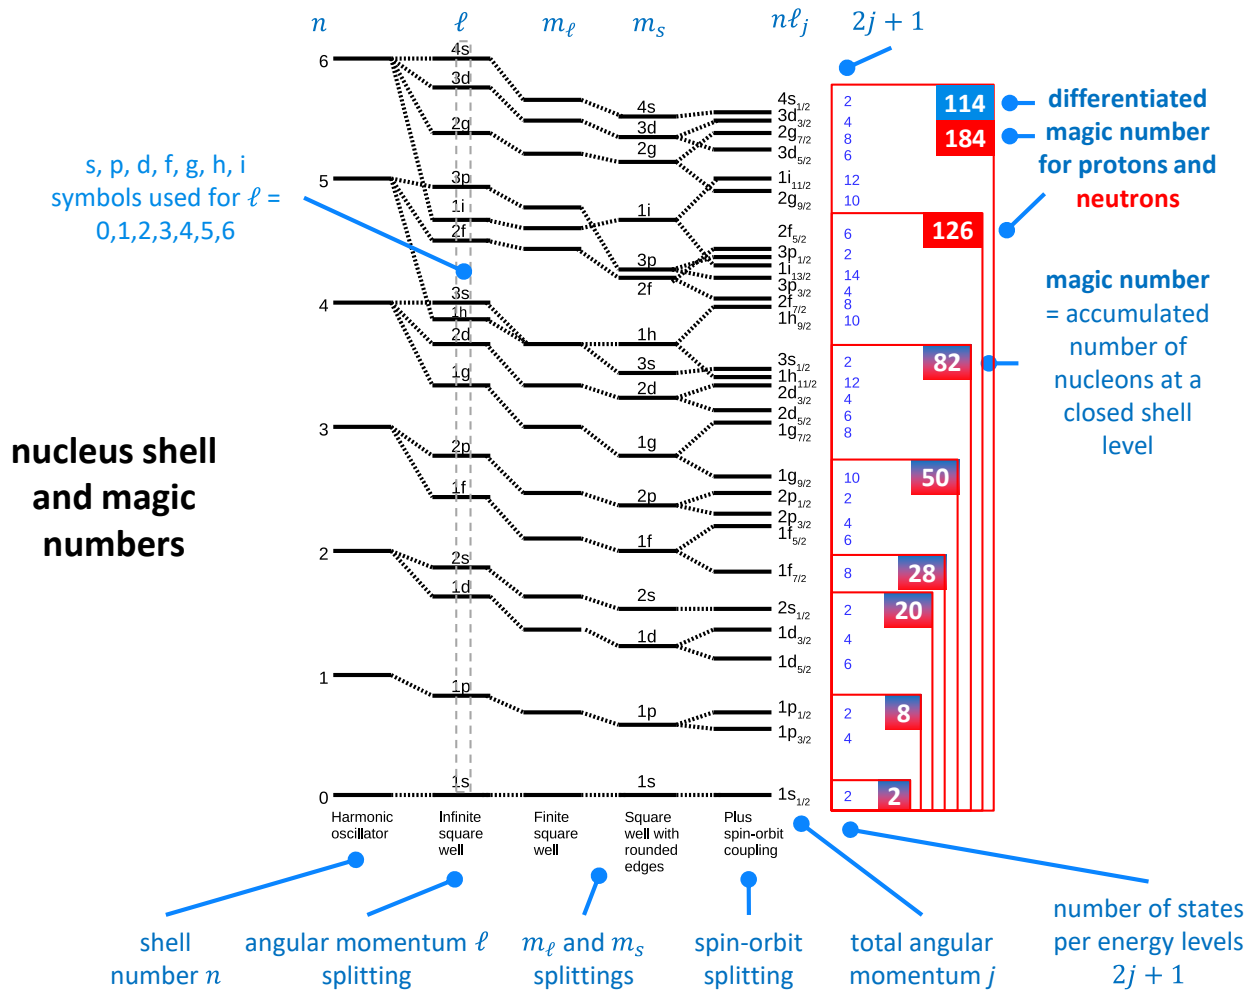 n ℓ mℓ ms nℓj 2j + 1
6
5
4
3
2
1
0
4s
3d
2g
3p
1i
2f
3s
1h
2d
1g
2p
1f
2s
1d
1p
1s
4s
3d
2g
1i
3p
2f
1h
3s
2d
1g
2p
1f
2s
1d
1p
1s
4s1/2
3d3/2
2g7/2
3d5/2
1i11/2
2g9/2
2f5/2
3p1/2
1i13/2
3p3/2
2f7/2
1h9/2
3s1/2
1h11/2
2d3/2
2d5/2
1g7/2
1g9/2
2p1/2
2p3/2
1f5/2
1f7/2
2s1/2
1d3/2
1d5/2
1p1/2
1p3/2
1s1/2
2
4
8
6
12
10
6
2
14
4
8
10
2
12
4
6
8
10
2
4
6
8
2
4
6
2
4
2
114
184
126
82
50
28
20
8
2
differentiated
magic number
for protons and
neutrons
magic number
= accumulated
number of
nucleons at a
closed shell
level
s, p, d, f, g, h, i
symbols used for ℓ =
0,1,2,3,4,5,6
nucleus shell
and magic
numbers
Harmonic
oscillator
Infinite
square
well
Finite
square
well
Square
well with
rounded
edges
Plus
spin-orbit
coupling
shell
number n
angular momentum ℓ
splitting
mℓ and ms
splittings
spin-orbit
splitting
total angular
momentum j
number of states
per energy levels
2j + 1